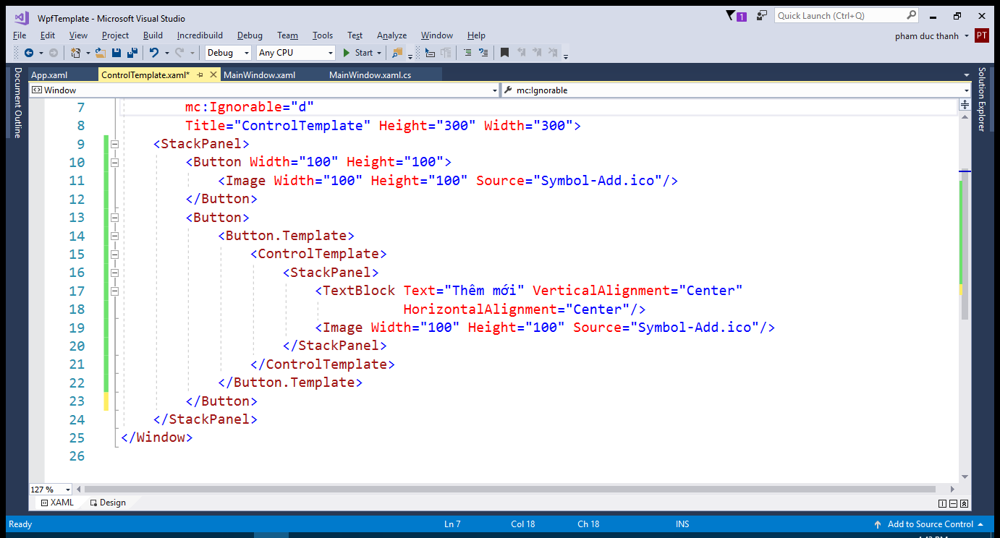 WpfTemplate - Microsoft Visual Studio
1
Quick Launch (Ctrl+Q)
File Edit View Project Build Incredibuild Debug Team Tools Test Analyze Window Help
pham duc thanh PT
Debug Any CPU Start
App.xaml ControlTemplate.xaml* MainWindow.xaml MainWindow.xaml.cs
Document Outline
Solution Explorer
Window mc:Ignorable
7 mc:Ignorable="d"
8 Title="ControlTemplate" Height="300" Width="300">
9 <StackPanel>
10 <Button Width="100" Height="100">
11 <Image Width="100" Height="100" Source="Symbol-Add.ico"/>
12 </Button>
13 <Button>
14 <Button.Template>
15 <ControlTemplate>
16 <StackPanel>
17 <TextBlock Text="Thêm mới" VerticalAlignment="Center"
18 HorizontalAlignment="Center"/>
19 <Image Width="100" Height="100" Source="Symbol-Add.ico"/>
20 </StackPanel>
21 </ControlTemplate>
22 </Button.Template>
23 </Button>
24 </StackPanel>
25 </Window>
26
127 %
XAML Design
Ready Ln 7 Col 18 Ch 18 INS Add to Source Control